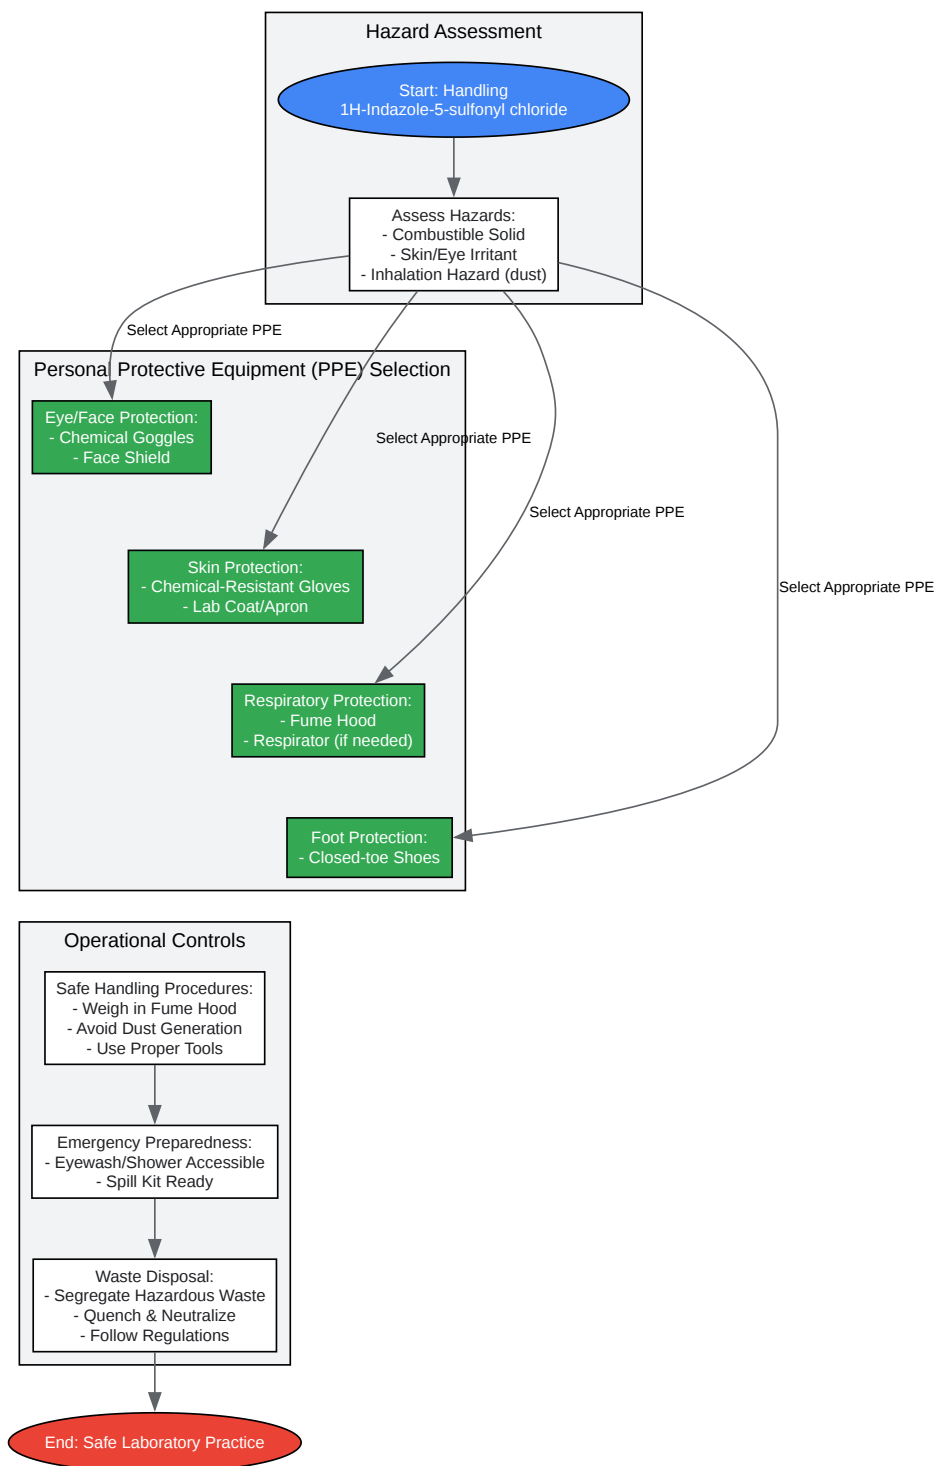 Hazard Assessment
Start: Handling
1H-Indazole-5-sulfonyl chloride
Assess Hazards:
- Combustible Solid
- Skin/Eye Irritant
- Inhalation Hazard (dust)
Select Appropriate PPE
Personal Protective Equipment (PPE) Selection
Eye/Face Protection:
- Chemical Goggles
- Face Shield
Select Appropriate PPE
Select Appropriate PPE
Skin Protection:
- Chemical-Resistant Gloves
- Lab Coat/Apron
Select Appropriate PPE
Respiratory Protection:
- Fume Hood
- Respirator (if needed)
Foot Protection:
- Closed-toe Shoes
Operational Controls
Safe Handling Procedures:
- Weigh in Fume Hood
- Avoid Dust Generation
- Use Proper Tools
Emergency Preparedness:
- Eyewash/Shower Accessible
- Spill Kit Ready
Waste Disposal:
- Segregate Hazardous Waste
- Quench & Neutralize
- Follow Regulations
End: Safe Laboratory Practice